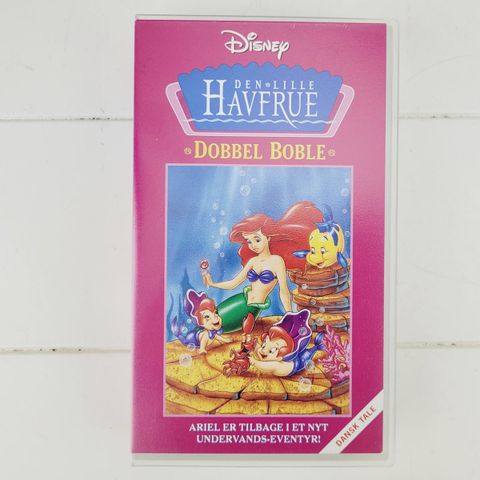 Disney
DEN LILLE
HAVFRUE
DOBBEL BOBLE
ARIEL ER TILBAGE I ET NYT
UNDERVANDS-EVENTYR!
DANSK TALE